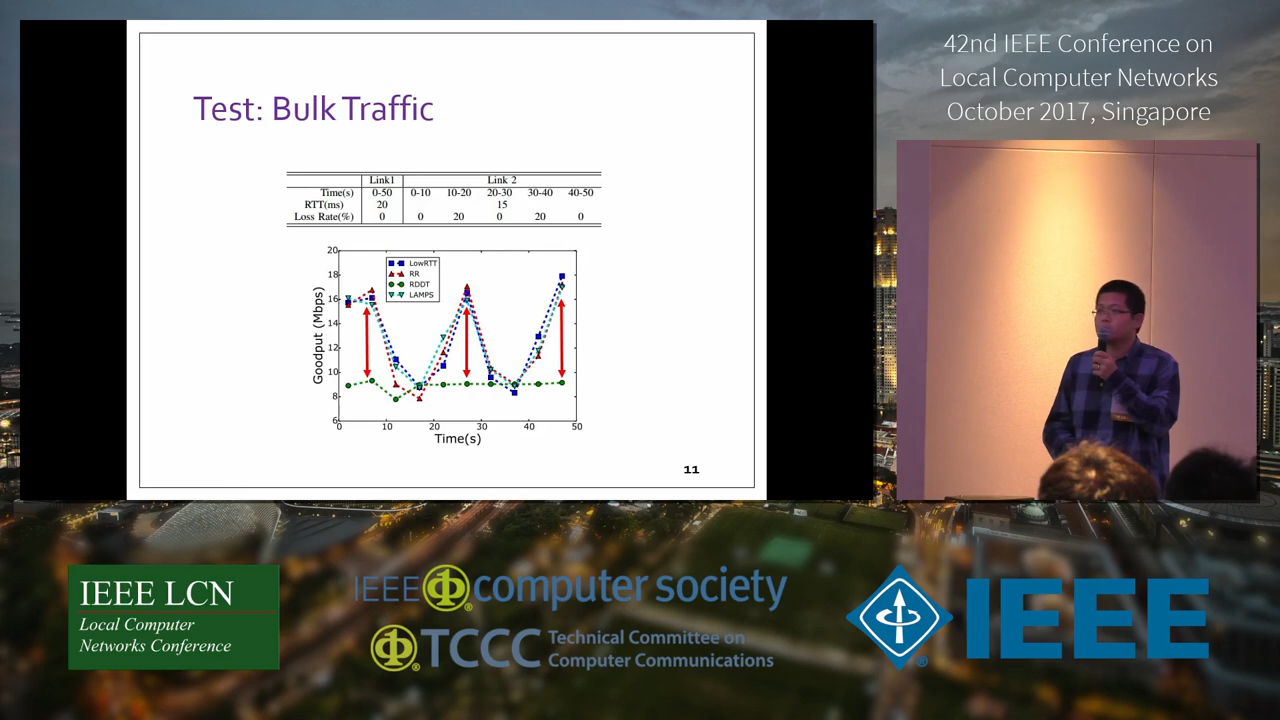 42nd IEEE Conference on
Local Computer Networks
October 2017, Singapore
Test: Bulk Traffic
Link1 Link 2
Time(s) 0-50 0-10 10-20 20-30 30-40 40-50
RTT(ms) 20 15
Loss Rate(%) 0 0 20 0 20 0
20
18
16
14
12
10
8
6
Goodput (Mbps)
LowRTT
RR
RDDT
LAMPS
0 10 20 30 40 50
Time(s)
11
IEEE LCN
Local Computer
Networks Conference
IEEE computer society
TCCC Technical Committee on
Computer Communications
IEEE